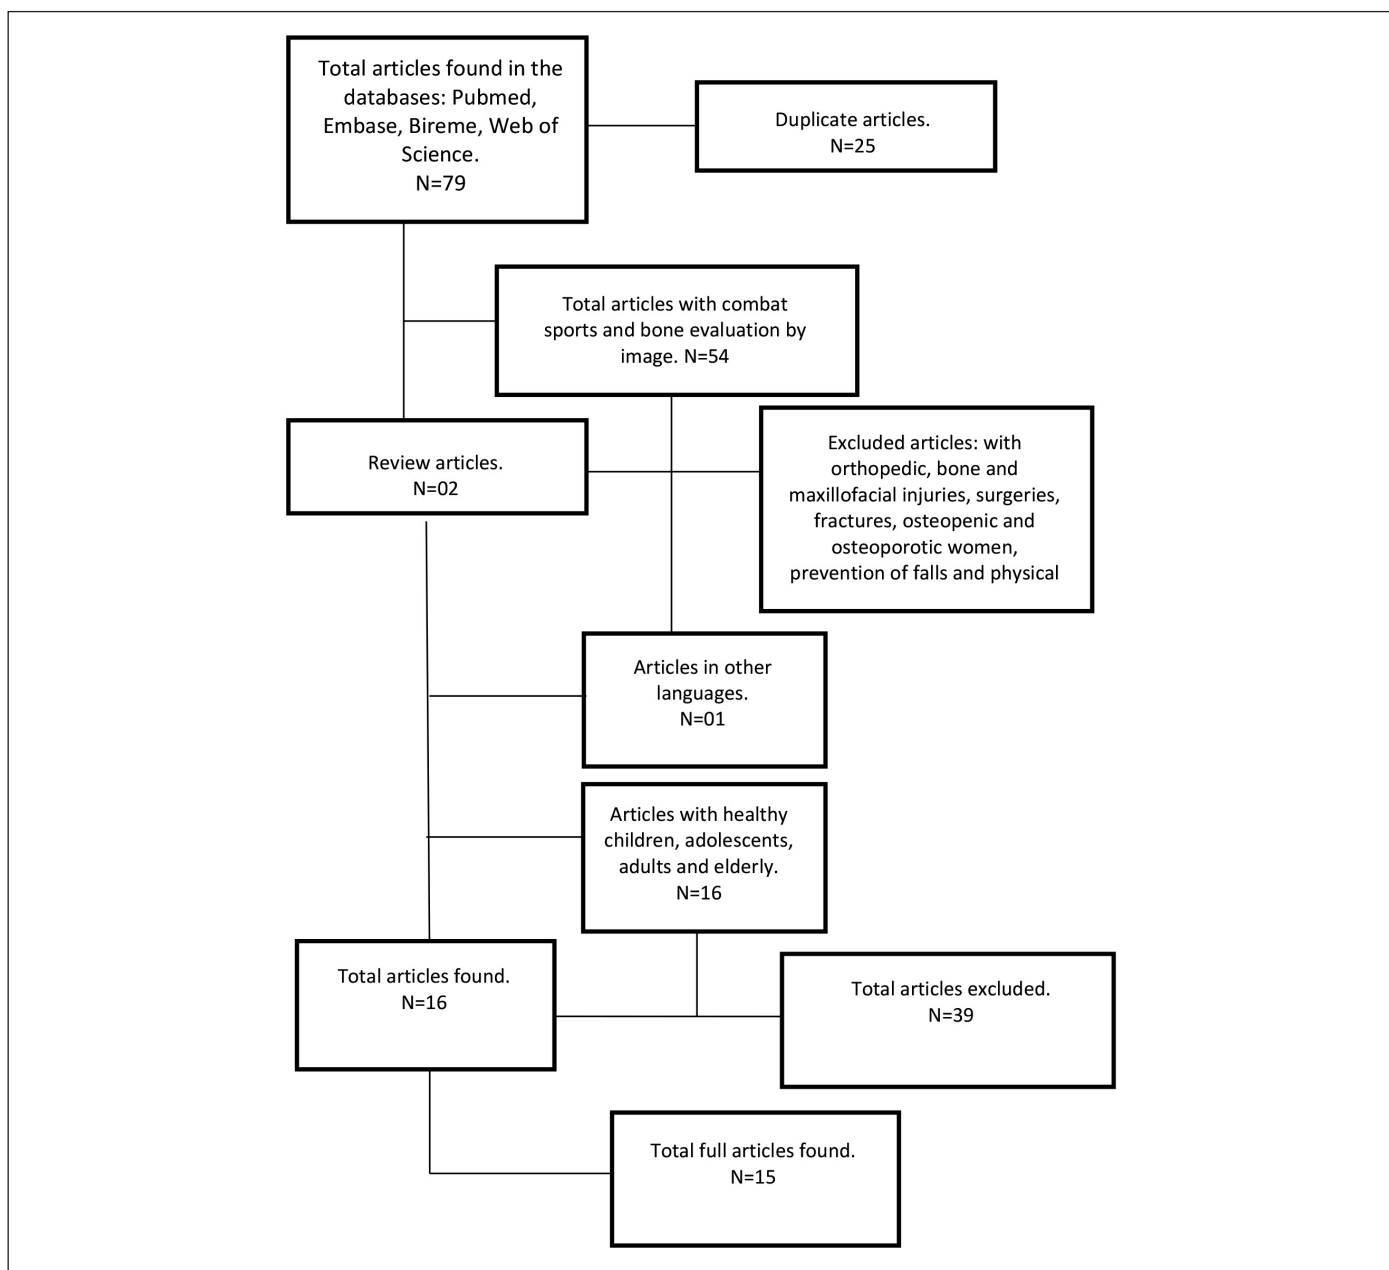 Total articles found in the
databases: Pubmed,
Embase, Bireme, Web of
Science.
N=79
Duplicate articles.
N=25
Total articles with combat
sports and bone evaluation by
image. N=54
Review articles.
N=02
Excluded articles: with
orthopedic, bone and
maxillofacial injuries, surgeries,
fractures, osteopenic and
osteoporotic women,
prevention of falls and physical
Articles in other
languages.
N=01
Articles with healthy
children, adolescents,
adults and elderly.
N=16
Total articles found.
N=16
Total articles excluded.
N=39
Total full articles found.
N=15